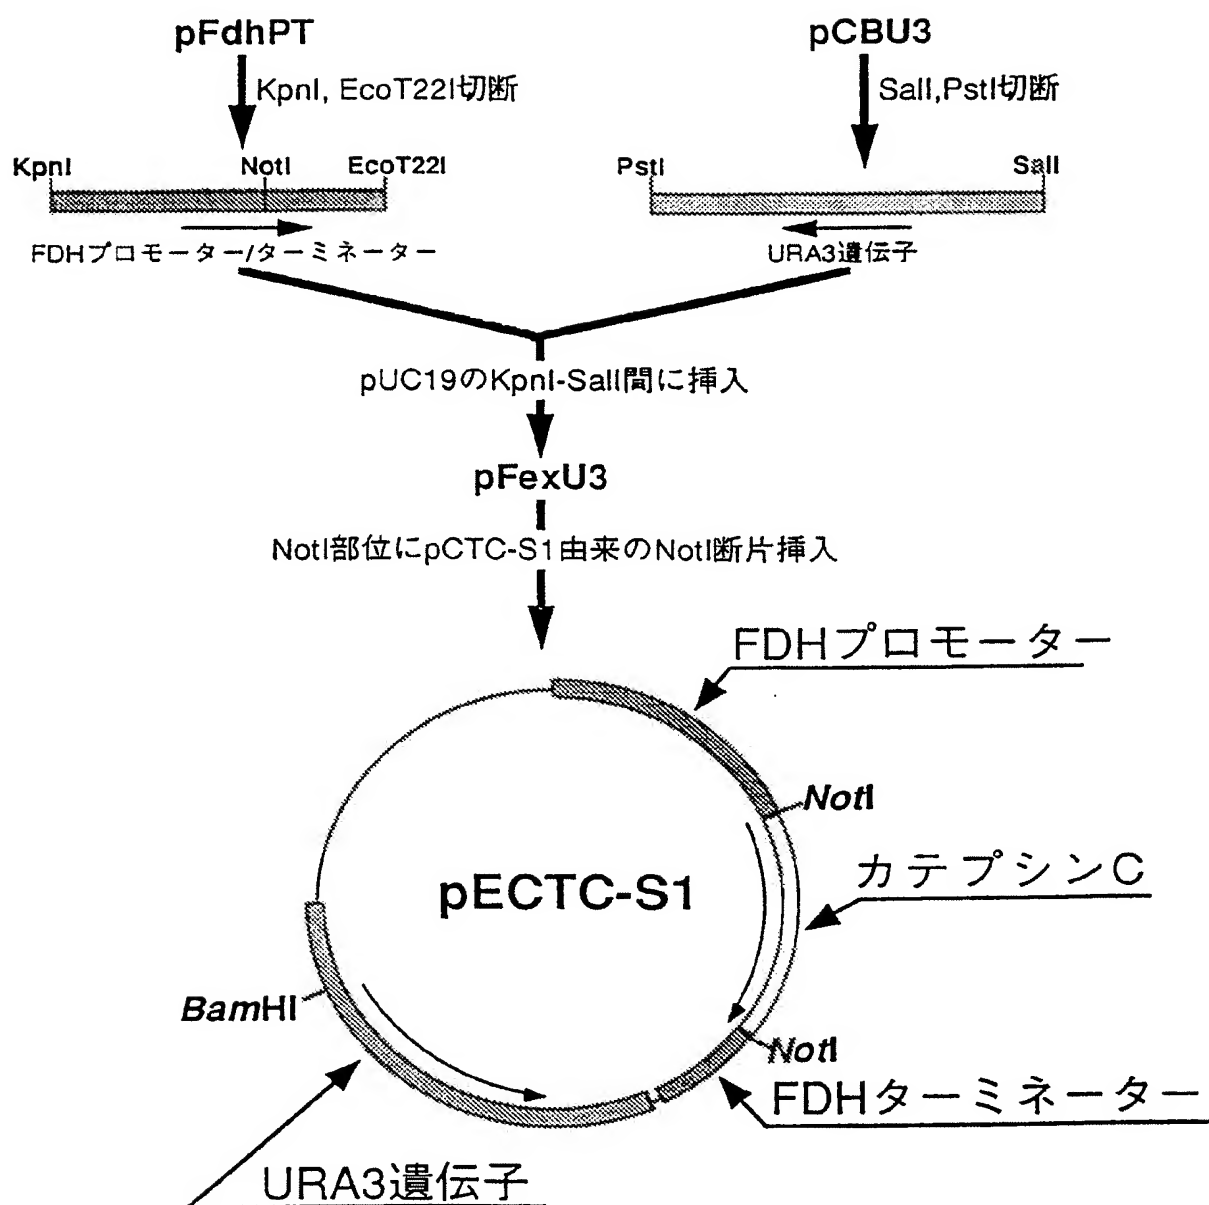 pFdhPT
pCBU3
KpnI, EcoT22I切断
SalI,PstI切断
KpnI
NotI
EcoT22I
PstI
SalI
FDHプロモーター/ターミネーター
URA3遺伝子
pUC19のKpnI-SalI間に挿入
pFexU3
NotI部位にpCTC-S1由来のNotI断片挿入
FDHプロモーター
NotI
カテプシンC
pECTC-S1
BamHI
NotI
FDHターミネーター
URA3遺伝子